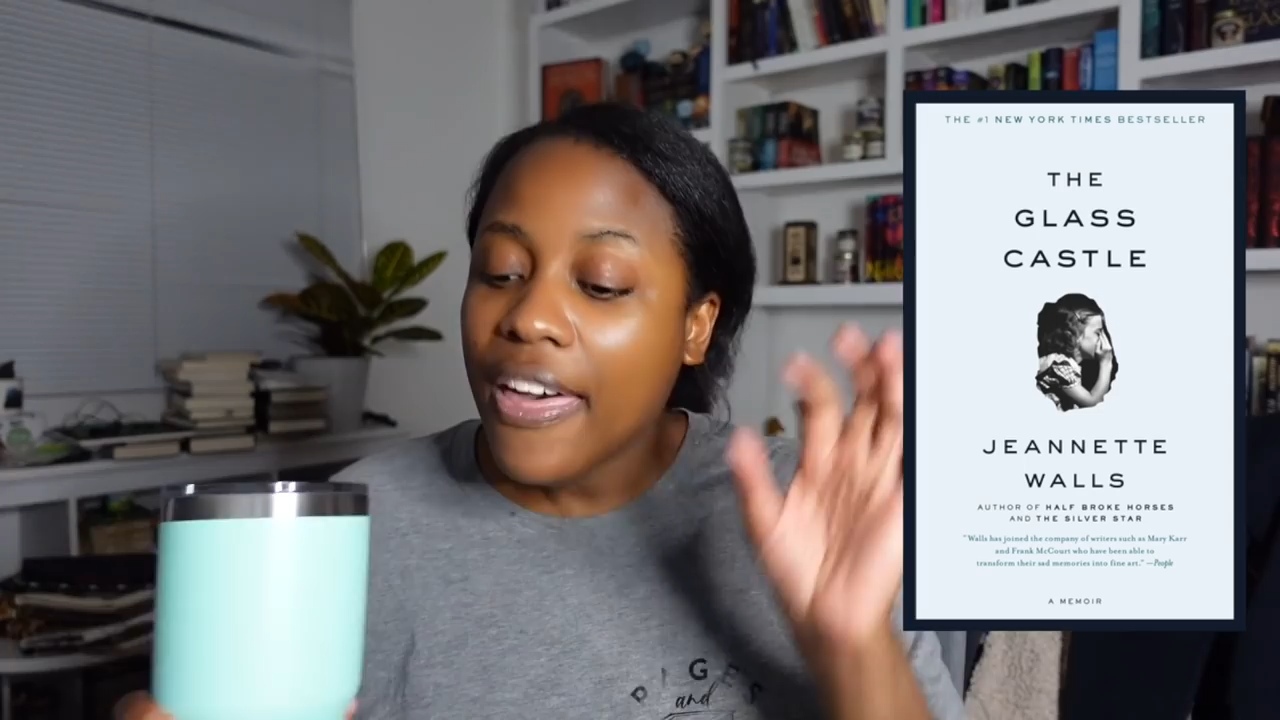 THE #1 NEW YORK TIMES BESTSELLER
THE
GLASS
CASTLE
JEANNETTE
WALLS
AUTHOR OF HALF BROKE HORSES
AND THE SILVER STAR
"Walls has joined the company of writers such as Mary Karr
and Frank McCourt who have been able to
transform their sad memories into fine art." —People
A MEMOIR
and